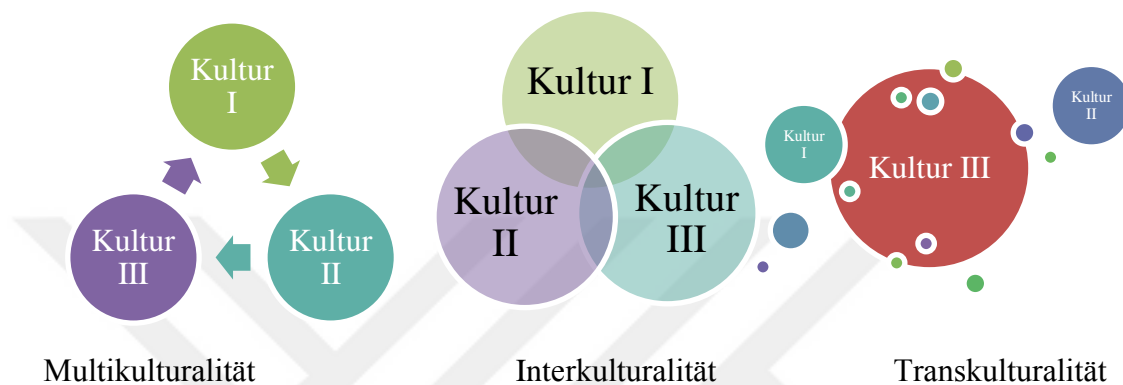 Kultur
I
Kultur
III
Kultur
II
Kultur I
Kultur
II
Kultur
III
Kultur
I
Kultur III
Kultur
II
Multikulturalität
Interkulturalität
Transkulturalität